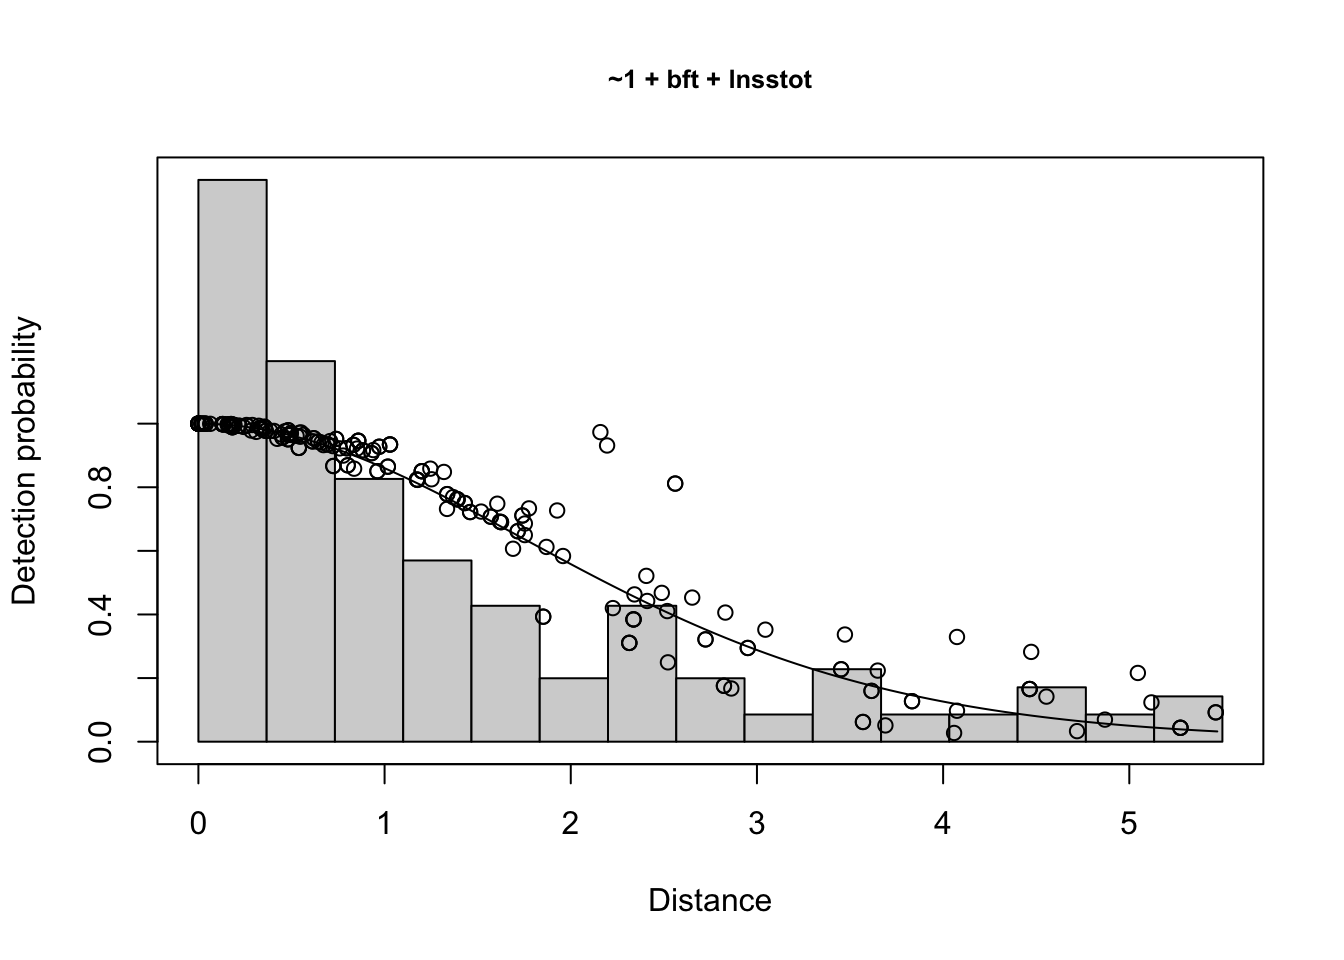 ~1 + bft + lnsstot
Detection probability
0.8
0.4
0.0
0 1 2 3 4 5
Distance